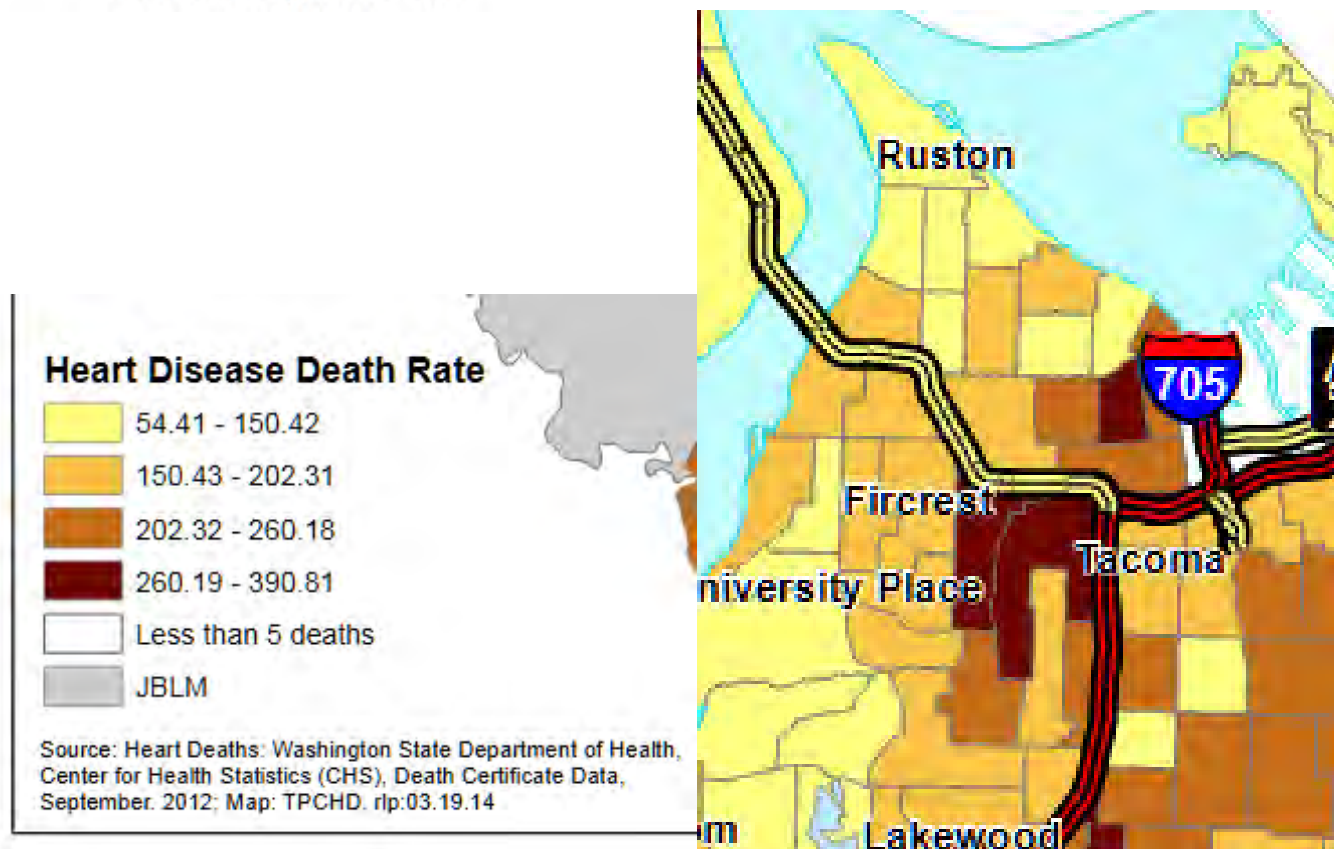 Heart Disease Death Rate
54.41 - 150.42
150.43 - 202.31
202.32 - 260.18
260.19 - 390.81
Less than 5 deaths
JBLM
Source: Heart Deaths: Washington State Department of Health,
Center for Health Statistics (CHS), Death Certificate Data,
September. 2012; Map: TPCHD. rlp:03.19.14
Ruston
705
Fircrest
Tacoma
niversity Place
m
Lakewood